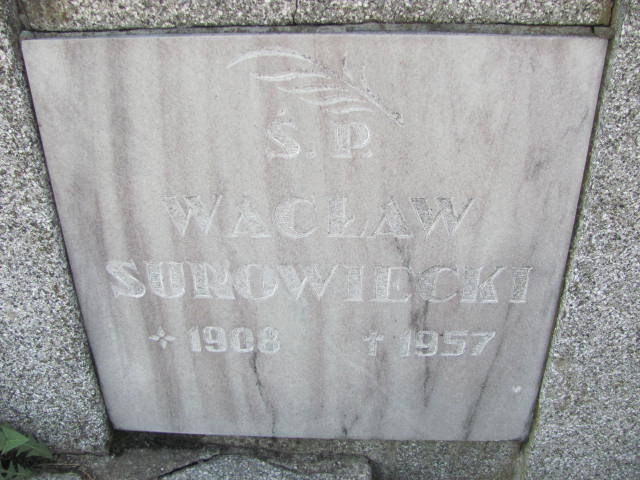 Ś. P.
WACŁAW
SUROWIECKI
* 1908 † 1957